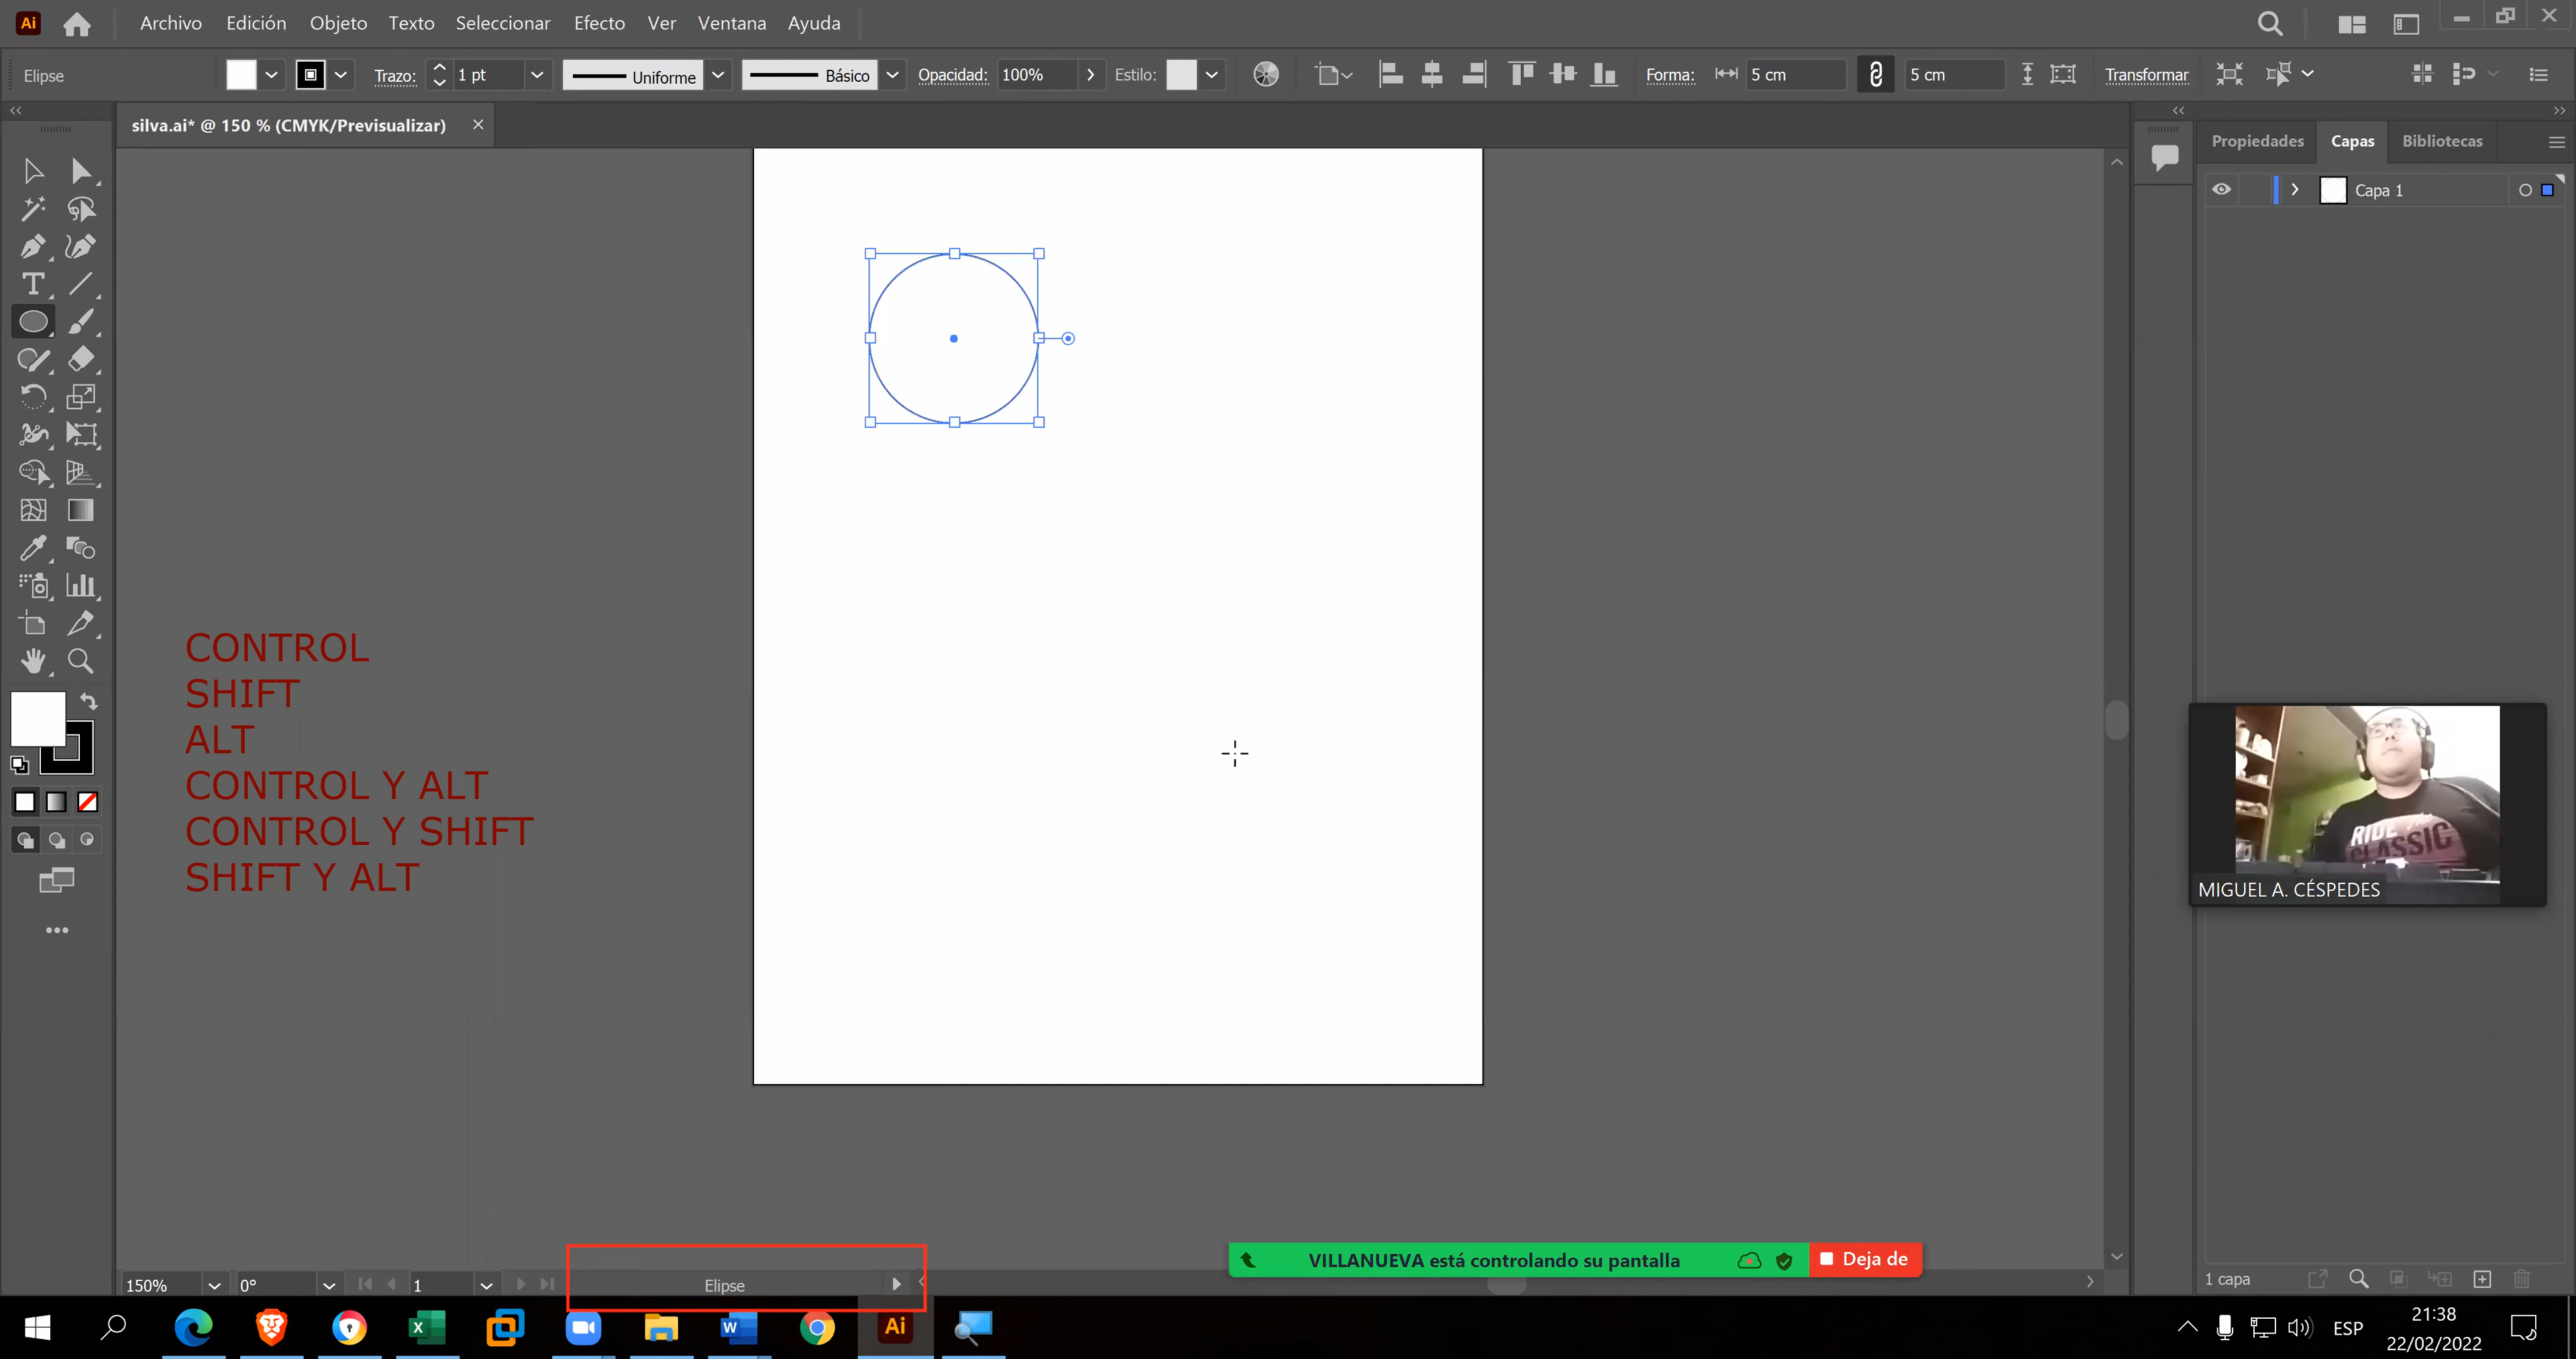 Ai
Archivo Edición Objeto Texto Seleccionar Efecto Ver Ventana Ayuda
Elipse
Trazo: 1 pt
Uniforme
Básico
Opacidad: 100%
Estilo:
Forma: 5 cm 5 cm
Transformar
silva.ai* @ 150 % (CMYK/Previsualizar)
Propiedades Capas Bibliotecas
Capa 1
CONTROL
SHIFT
ALT
CONTROL Y ALT
CONTROL Y SHIFT
SHIFT Y ALT
RIDE
CLASSIC
MIGUEL A. CÉSPEDES
VILLANUEVA está controlando su pantalla
Deja de
150% 0° 1 Elipse
1 capa
Ai
ESP
21:38
22/02/2022